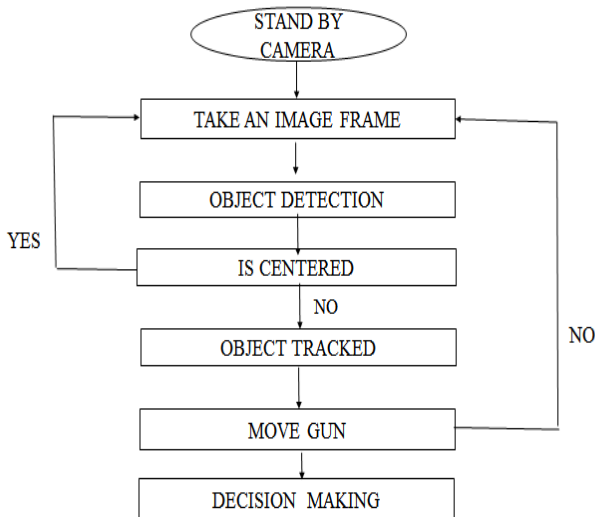 STAND BY
CAMERA
TAKE AN IMAGE FRAME
OBJECT DETECTION
YES
IS CENTERED
NO
OBJECT TRACKED
NO
MOVE GUN
DECISION MAKING